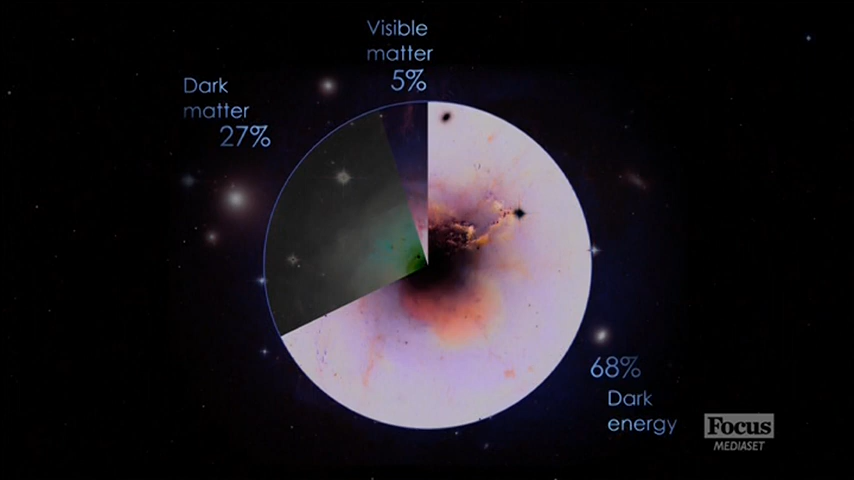 Visible
matter
5%
Dark
matter
27%
68%
Dark
energy
Focus
MEDIASET